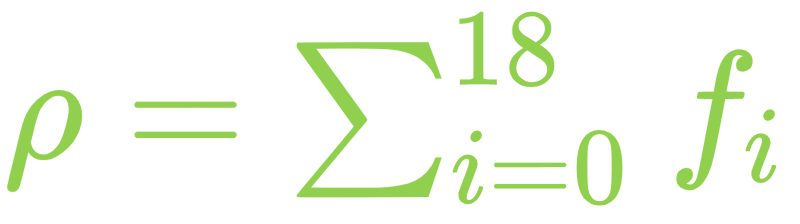 ρ = ∑_{i=0}^{18} f_i